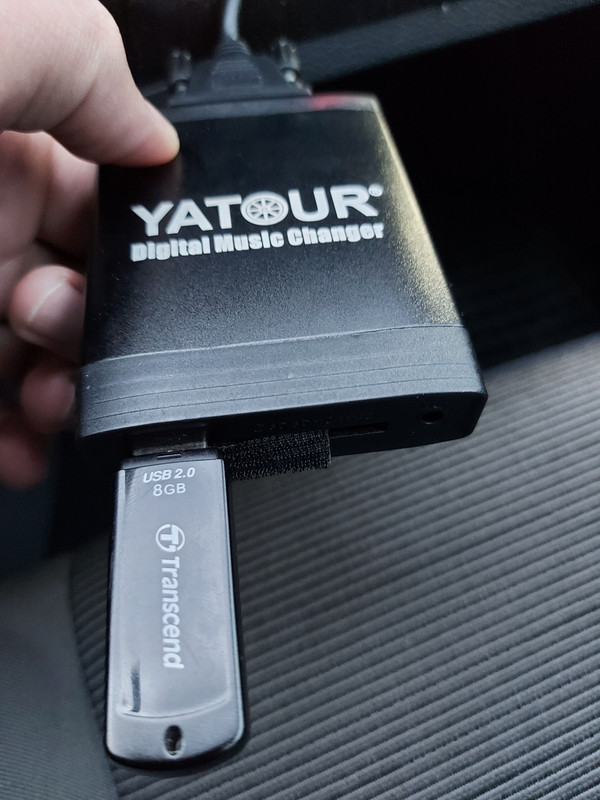 YATOUR®
Digital Music Changer
USB 2.0
8GB
Transcend